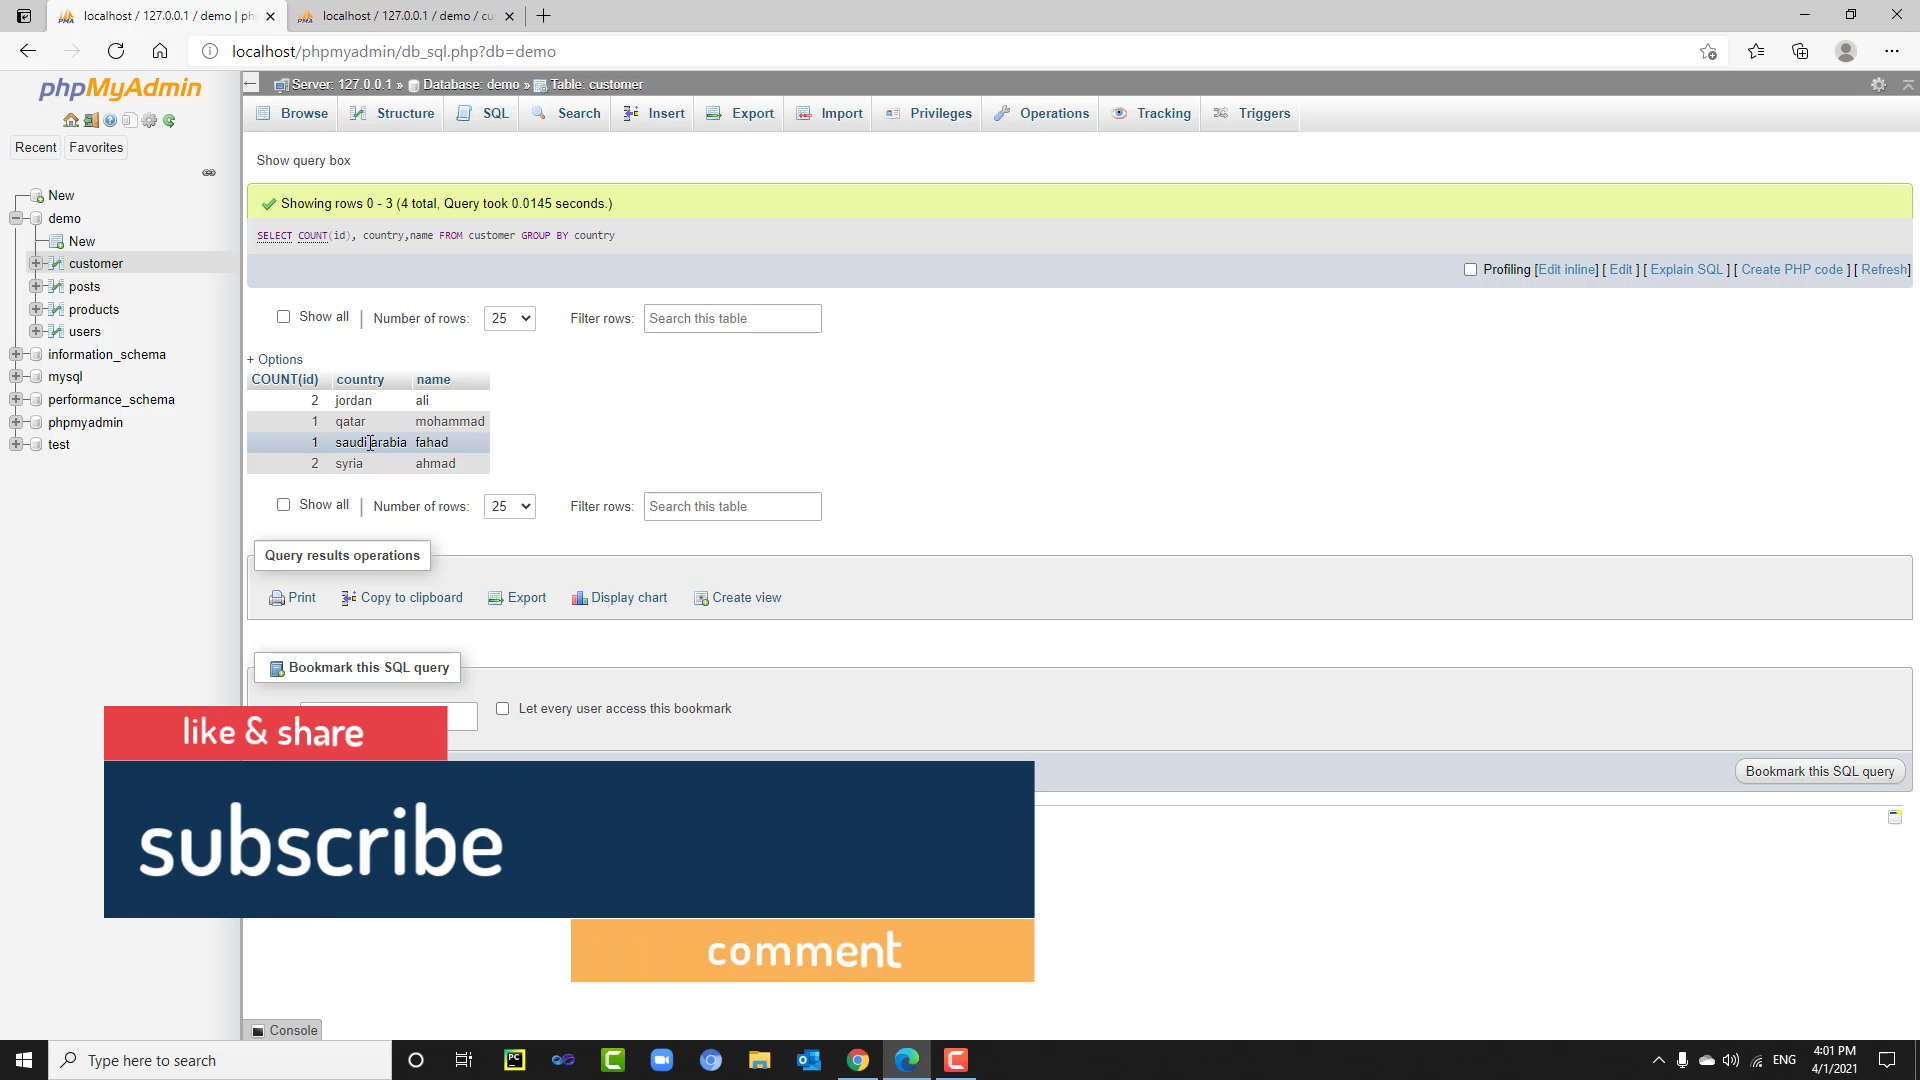 localhost / 127.0.0.1 / demo | ph
localhost / 127.0.0.1 / demo / cu
localhost/phpmyadmin/db_sql.php?db=demo
phpMyAdmin
Recent
Favorites
New
demo
New
customer
posts
products
users
information_schema
mysql
performance_schema
phpmyadmin
test
Server: 127.0.0.1 » Database: demo » Table: customer
Browse
Structure
SQL
Search
Insert
Export
Import
Privileges
Operations
Tracking
Triggers
Show query box
Showing rows 0 - 3 (4 total, Query took 0.0145 seconds.)
SELECT COUNT(id), country,name FROM customer GROUP BY country
Profiling [Edit inline] [ Edit ] [ Explain SQL ] [ Create PHP code ] [ Refresh]
Show all
Number of rows: 25
Filter rows: Search this table
+ Options
COUNT(id) country name
2 jordan ali
1 qatar mohammad
1 saudi arabia fahad
2 syria ahmad
Show all
Number of rows: 25
Filter rows: Search this table
Query results operations
Print
Copy to clipboard
Export
Display chart
Create view
Bookmark this SQL query
Let every user access this bookmark
Bookmark this SQL query
like & share
subscribe
comment
Console
PC
Type here to search
ENG
4:01 PM
4/1/2021